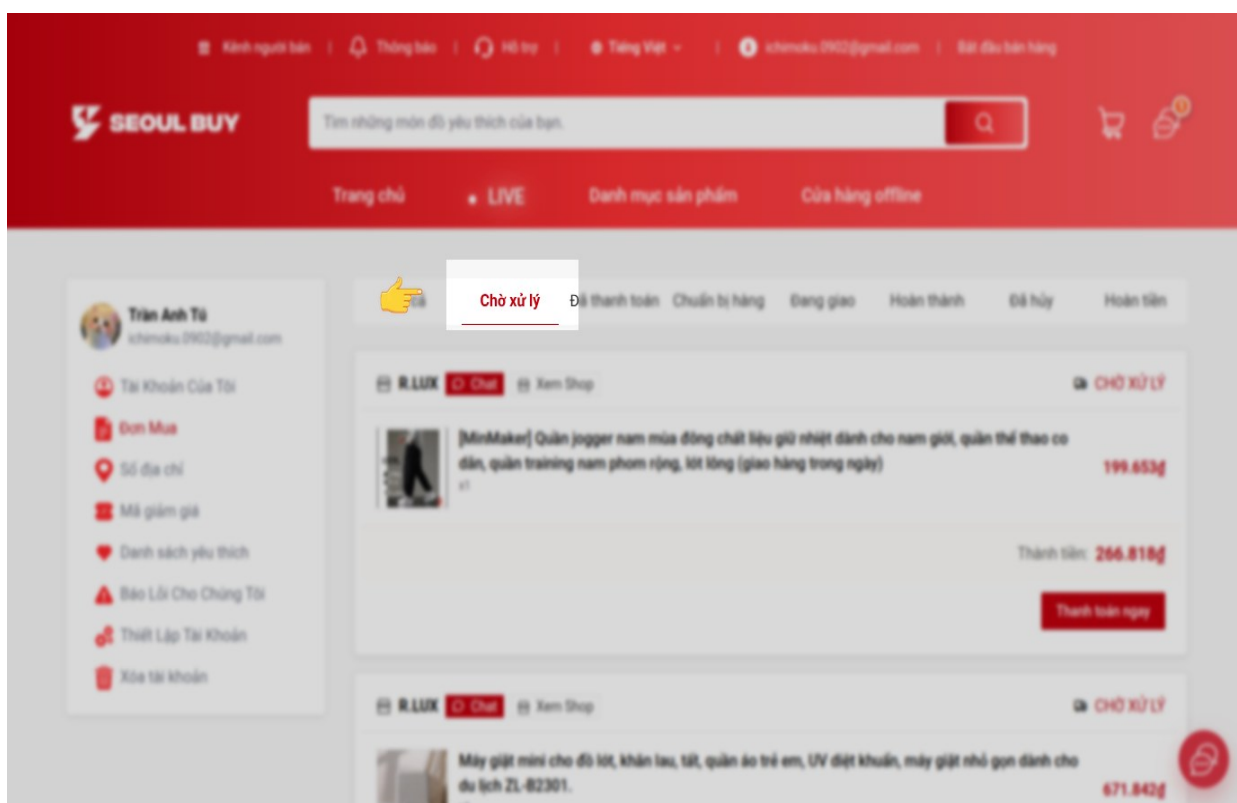 Kênh người bán | Thông báo | Hỗ trợ | Tiếng Việt | ichimoku.0902@gmail.com | Bắt đầu bán hàng
SEOUL BUY
Tìm những món đồ yêu thích của bạn.
Trang chủ • LIVE Danh mục sản phẩm Cửa hàng offline
Chờ xử lý Đã thanh toán Chuẩn bị hàng Đang giao Hoàn thành Đã hủy Hoàn tiền
Trần Anh Tú
ichimoku.0902@gmail.com
Tài Khoản Của Tôi
Đơn Mua
Sổ địa chỉ
Mã giảm giá
Danh sách yêu thích
Báo Lỗi Cho Chúng Tôi
Thiết Lập Tài Khoản
Xóa tài khoản
R.LUX Chat Xem Shop CHỜ XỬ LÝ
[MinMaker] Quần jogger nam mùa đông chất liệu giữ nhiệt dành cho nam giới, quần thể thao co
dãn, quần training nam phom rộng, lót lông (giao hàng trong ngày)
x1
199.653₫
Thành tiền: 266.818₫
Thanh toán ngay
R.LUX Chat Xem Shop CHỜ XỬ LÝ
Máy giặt mini cho đồ lót, khăn lau, tất, quần áo trẻ em, UV diệt khuẩn, máy giặt nhỏ gọn dành cho
du lịch ZL-B2301.
671.842₫